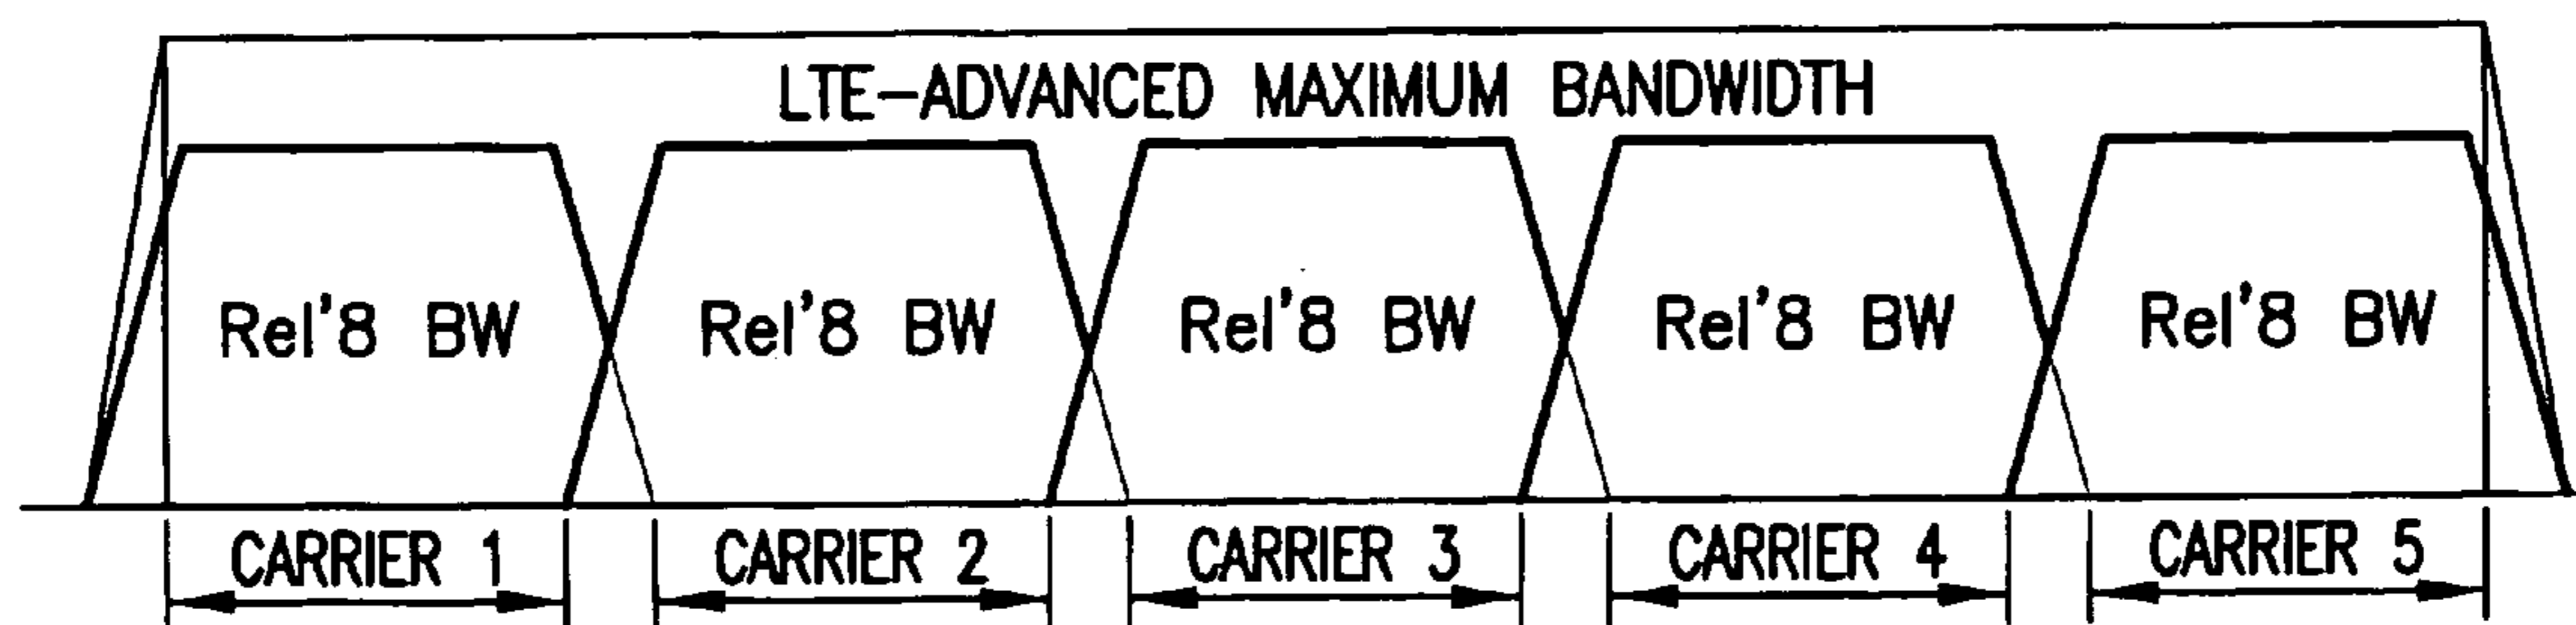 LTE-ADVANCED MAXIMUM BANDWIDTH
Rel'8 BW Rel'8 BW Rel'8 BW Rel'8 BW Rel'8 BW
CARRIER 1 CARRIER 2 CARRIER 3 CARRIER 4 CARRIER 5